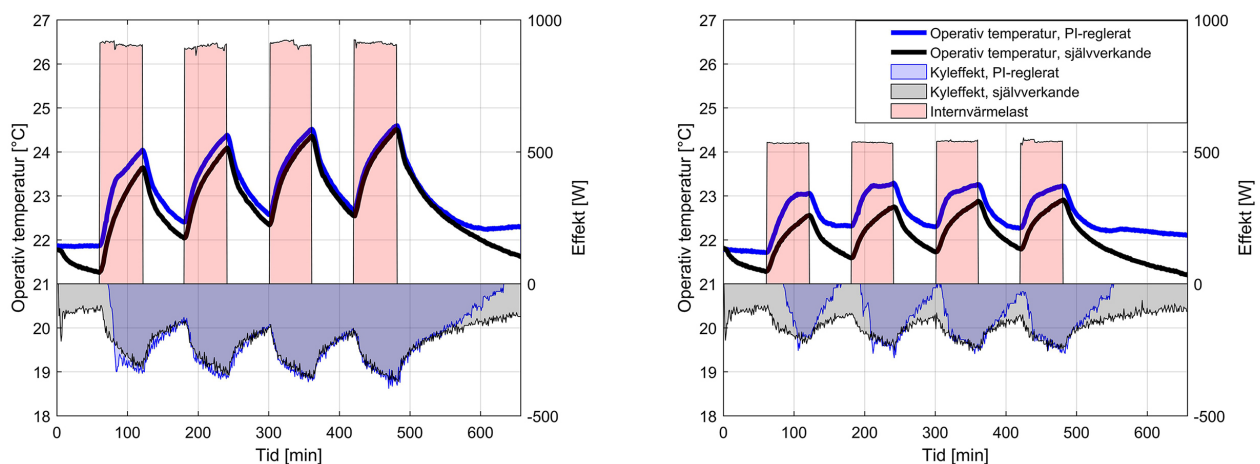 27
26
25
24
23
22
21
20
19
18
Operativ temperatur [°C]
1000
500
0
-500
Effekt [W]
0 100 200 300 400 500 600
Tid [min]
27
26
25
24
23
22
21
20
19
18
Operativ temperatur [°C]
Operativ temperatur, PI-reglerat
Operativ temperatur, självverkande
Kyleffekt, PI-reglerat
Kyleffekt, självverkande
Internvärmelast
1000
500
0
-500
Effekt [W]
0 100 200 300 400 500 600
Tid [min]